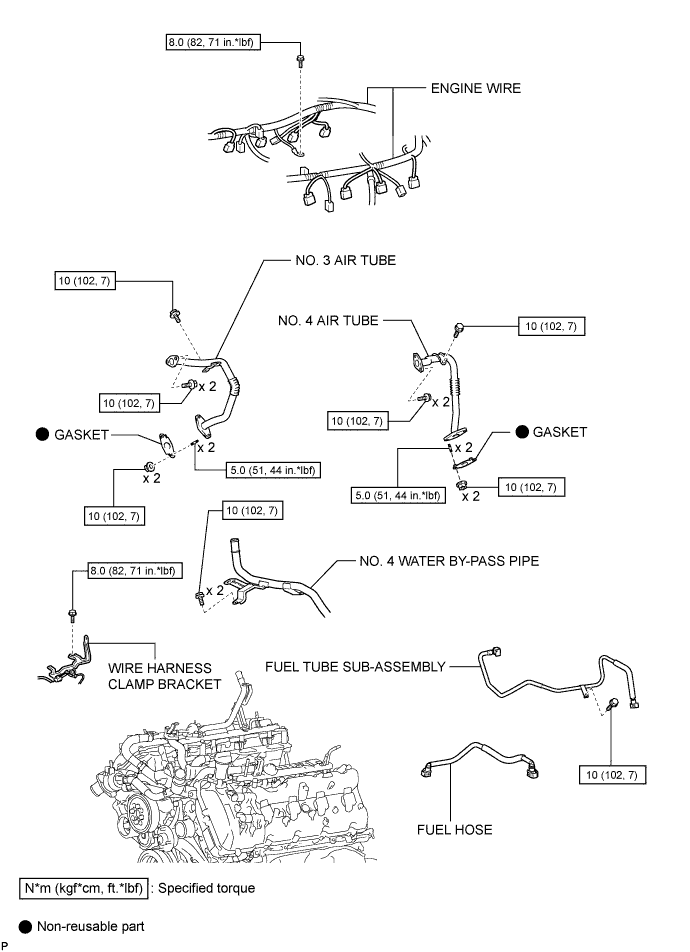 8.0 (82, 71 in.*lbf)
ENGINE WIRE
NO. 3 AIR TUBE
10 (102, 7)
NO. 4 AIR TUBE
10 (102, 7)
x 2
10 (102, 7)
x 2
10 (102, 7)
GASKET
x 2
x 2
10 (102, 7)
5.0 (51, 44 in.*lbf)
GASKET
x 2
x 2
5.0 (51, 44 in.*lbf)
10 (102, 7)
10 (102, 7)
x 2
NO. 4 WATER BY-PASS PIPE
8.0 (82, 71 in.*lbf)
WIRE HARNESS
CLAMP BRACKET
FUEL TUBE SUB-ASSEMBLY
10 (102, 7)
FUEL HOSE
N*m (kgf*cm, ft.*lbf) : Specified torque
Non-reusable part
P